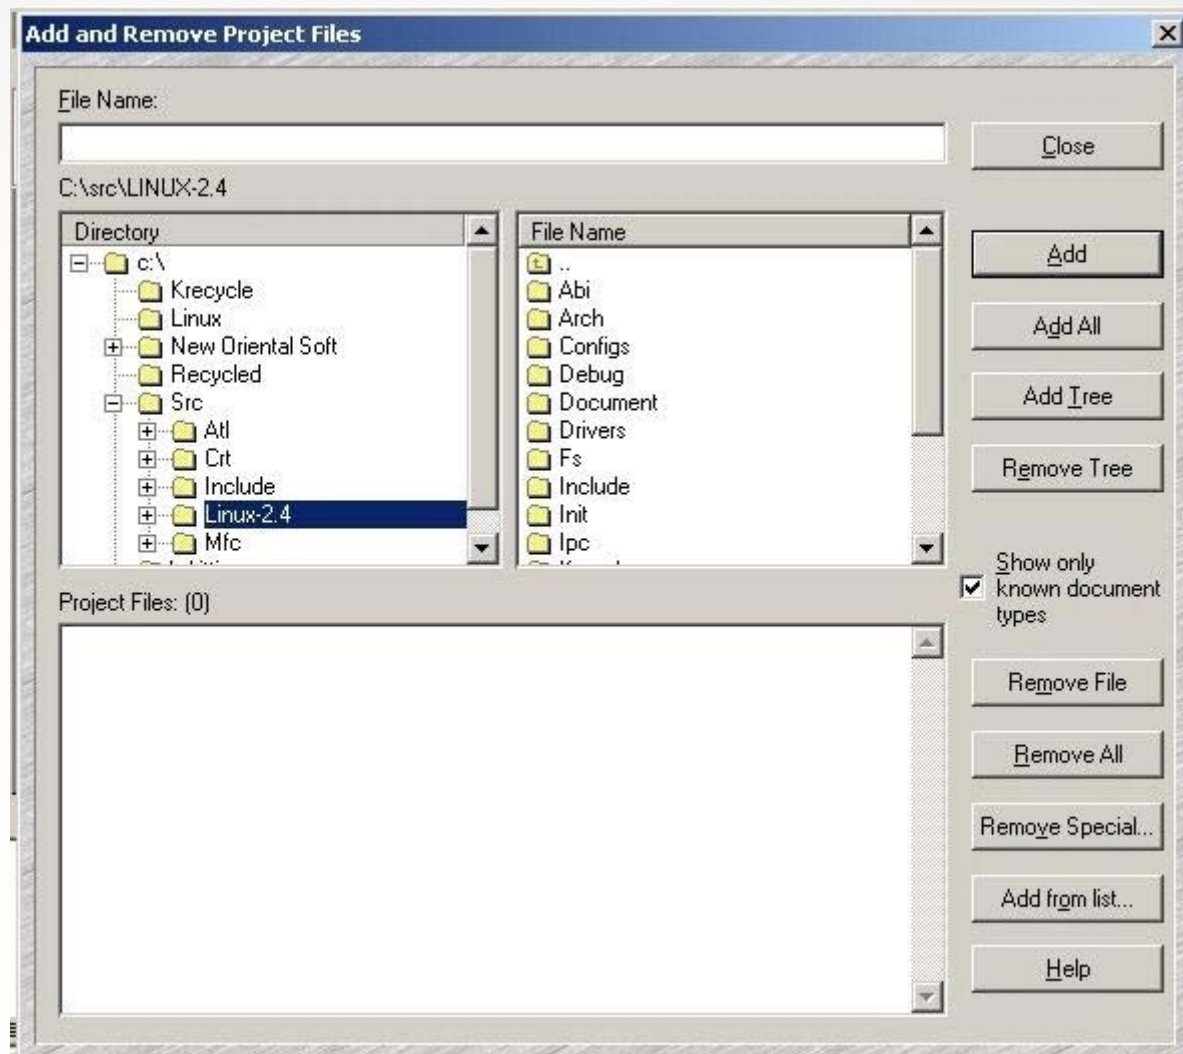 Add and Remove Project Files
File Name:
Close
C:\src\LINUX-2.4
Directory
c:\
Krecycle
Linux
New Oriental Soft
Recycled
Src
Atl
Crt
Include
Linux-2.4
Mfc
File Name
..
Abi
Arch
Configs
Debug
Document
Drivers
Fs
Include
Init
Ipc
Add
Add All
Add Tree
Remove Tree
Show only
known document
types
Project Files: (0)
Remove File
Remove All
Remove Special...
Add from list...
Help